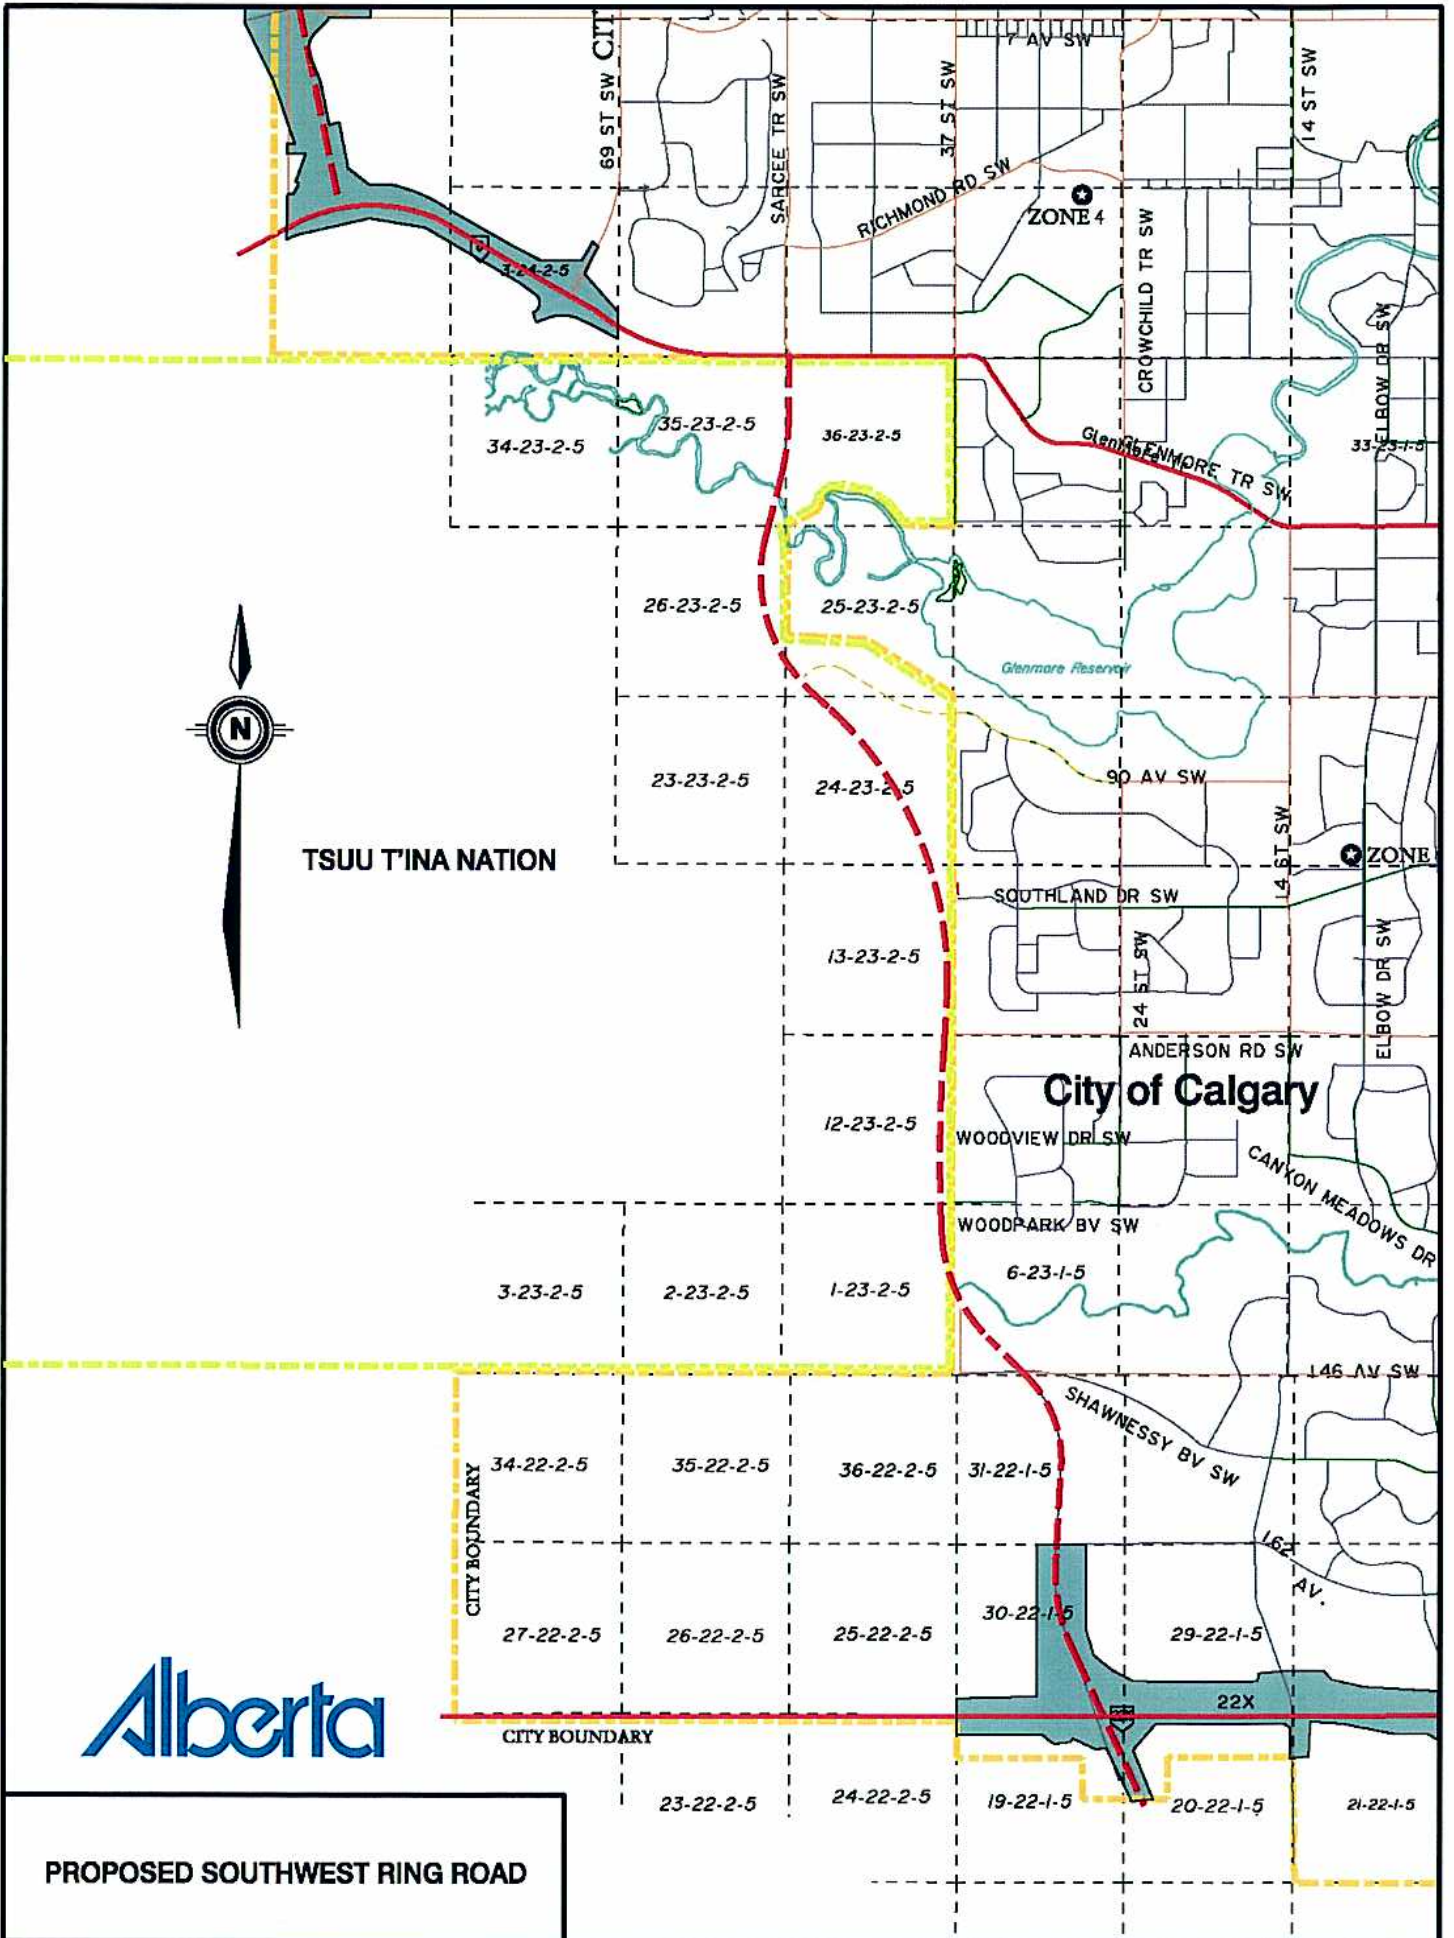 CIT
7 AV SW
69 ST SW
SARCEE TR SW
37 ST SW
14 ST SW
RICHMOND RD SW
ZONE 4
CROWCHILD TR SW
3-24-2-5
ELBOW DR SW
34-23-2-5
35-23-2-5
36-23-2-5
Glenmore
GLENMORE TR SW
33-23-1-5
26-23-2-5
25-23-2-5
Glenmore Reservoir
N
23-23-2-5
24-23-2-5
90 AV SW
TSUU T'INA NATION
14 ST SW
ZONE
SOUTHLAND DR SW
13-23-2-5
24 ST SW
ELBOW DR SW
ANDERSON RD SW
City of Calgary
12-23-2-5
WOODVIEW DR SW
CANYON MEADOWS DR
WOODPARK BV SW
3-23-2-5
2-23-2-5
1-23-2-5
6-23-1-5
146 AV SW
SHAWNESSY BV SW
34-22-2-5
35-22-2-5
36-22-2-5
31-22-1-5
CITY BOUNDARY
162 AV.
27-22-2-5
26-22-2-5
25-22-2-5
30-22-1-5
29-22-1-5
Alberta
22X
CITY BOUNDARY
23-22-2-5
24-22-2-5
19-22-1-5
20-22-1-5
21-22-1-5
PROPOSED SOUTHWEST RING ROAD